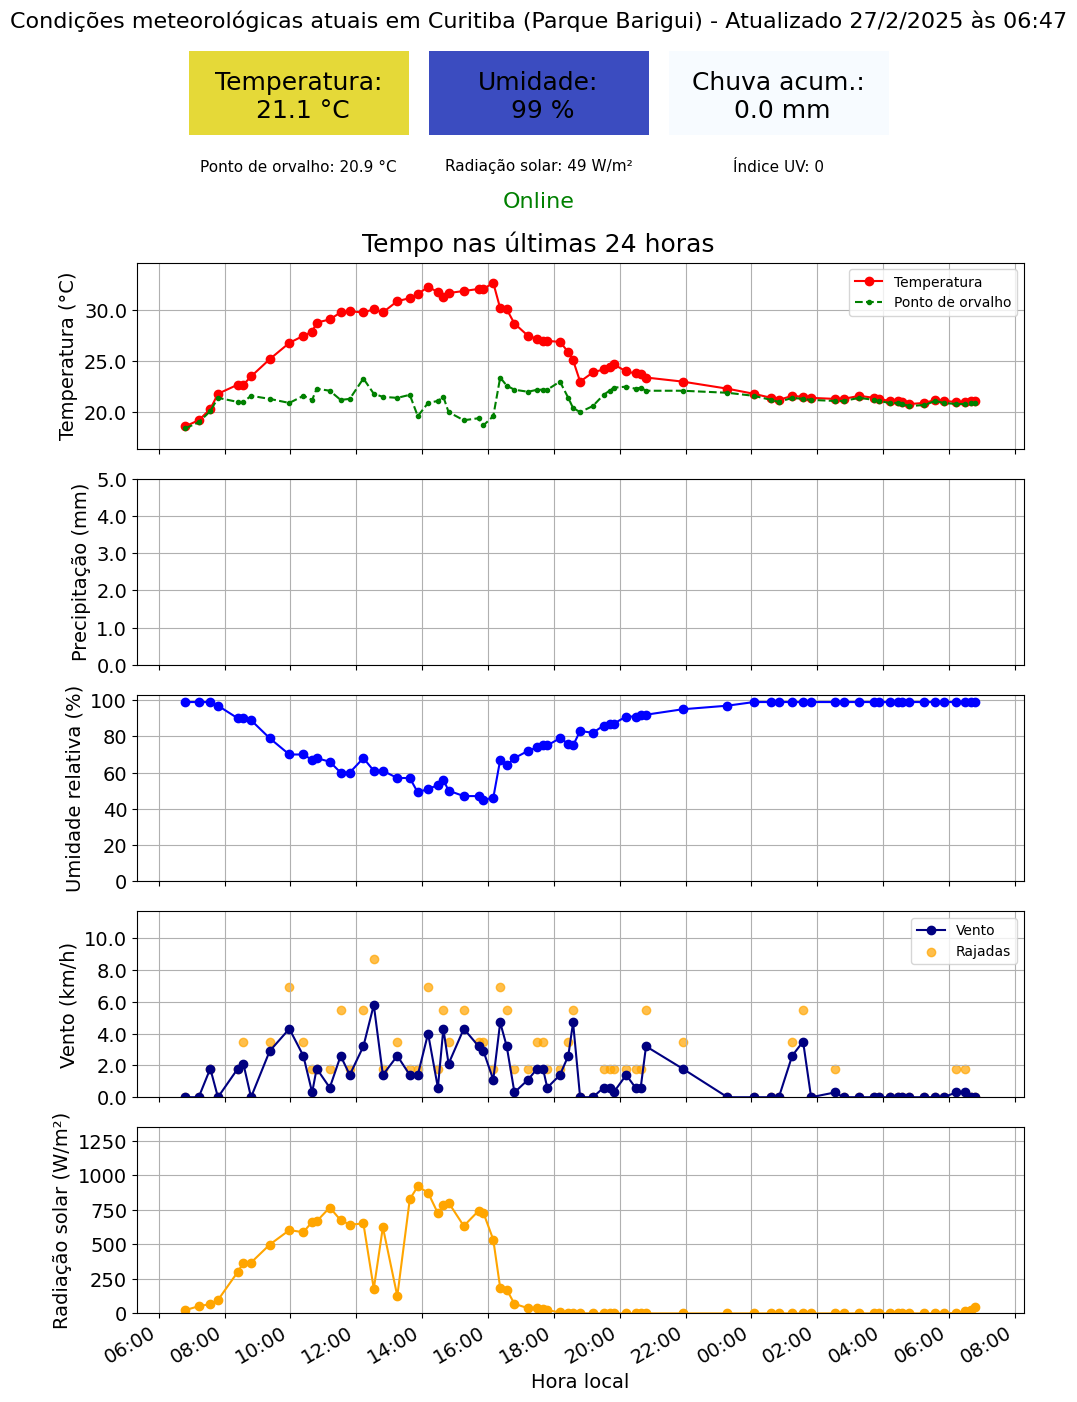 Condições meteorológicas atuais em Curitiba (Parque Barigui) - Atualizado 27/2/2025 às 06:47
Temperatura:
21.1 °C
Umidade:
99 %
Chuva acum.:
0.0 mm
Ponto de orvalho: 20.9 °C
Radiação solar: 49 W/m²
Índice UV: 0
Online
Tempo nas últimas 24 horas
Temperatura (°C)
30.0
25.0
20.0
Temperatura
Ponto de orvalho
Precipitação (mm)
5.0
4.0
3.0
2.0
1.0
0.0
Umidade relativa (%)
100
80
60
40
20
0
Vento (km/h)
10.0
8.0
6.0
4.0
2.0
0.0
Vento
Rajadas
Radiação solar (W/m²)
1250
1000
750
500
250
0
06:00
08:00
10:00
12:00
14:00
16:00
18:00
20:00
22:00
00:00
02:00
04:00
06:00
08:00
Hora local